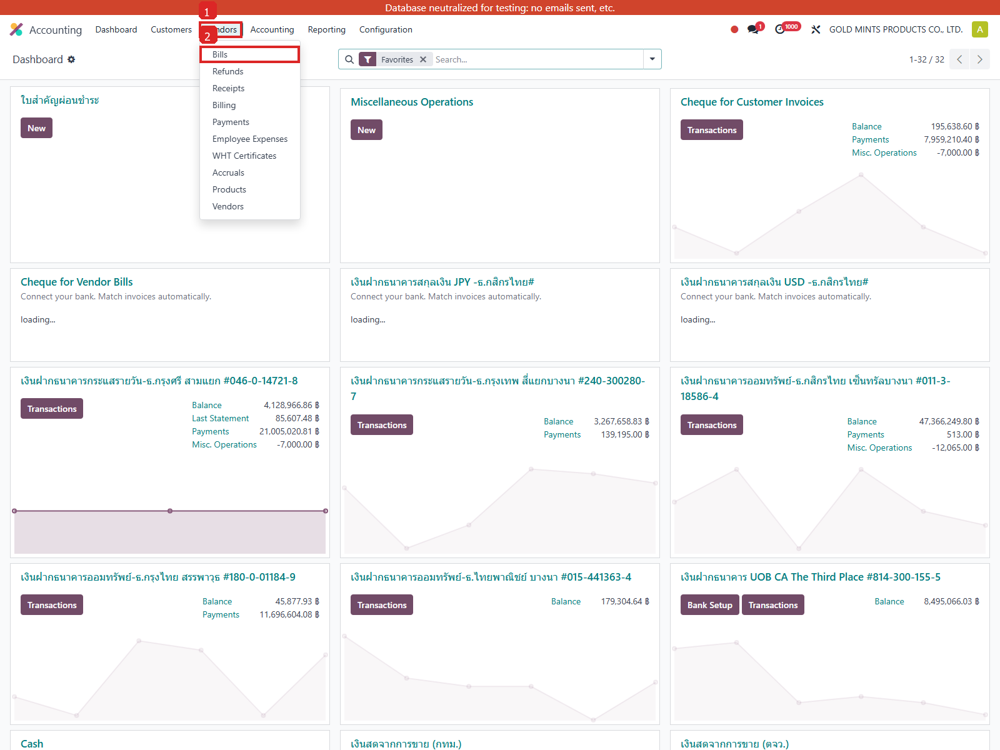 Database neutralized for testing: no emails sent, etc.
1
Accounting Dashboard Customers Accounting Reporting Configuration 1 1000 GOLD MINTS PRODUCTS CO., LTD. A
2
Dashboard Favorites Search... 1-32 / 32
Bills
Refunds
Receipts
Billing
Payments
Employee Expenses
WHT Certificates
Accruals
Products
Vendors
ใบสำคัญผ่อนชำระ
New
Miscellaneous Operations
New
Cheque for Customer Invoices
Transactions
Balance 195,638.60 ฿
Payments 7,959,210.40 ฿
Misc. Operations -7,000.00 ฿
Cheque for Vendor Bills
Connect your bank. Match invoices automatically.
loading...
เงินฝากธนาคารสกุลเงิน JPY -ธ.กสิกรไทย#
Connect your bank. Match invoices automatically.
loading...
เงินฝากธนาคารสกุลเงิน USD -ธ.กสิกรไทย#
Connect your bank. Match invoices automatically.
loading...
เงินฝากธนาคารกระแสรายวัน-ธ.กรุงศรี สามแยก #046-0-14721-8
Transactions
Balance 4,128,966.86 ฿
Last Statement 85,607.48 ฿
Payments 21,005,020.81 ฿
Misc. Operations -7,000.00 ฿
เงินฝากธนาคารกระแสรายวัน-ธ.กรุงเทพ สี่แยกบางนา #240-300280-
7
Transactions
Balance 3,267,658.83 ฿
Payments 139,195.00 ฿
เงินฝากธนาคารออมทรัพย์-ธ.กสิกรไทย เซ็นทรัลบางนา #011-3-
18586-4
Transactions
Balance 47,366,249.80 ฿
Payments 513.00 ฿
Misc. Operations -12,065.00 ฿
เงินฝากธนาคารออมทรัพย์-ธ.กรุงไทย สรรพาวุธ #180-0-01184-9
Transactions
Balance 45,877.93 ฿
Payments 11,696,604.08 ฿
เงินฝากธนาคารออมทรัพย์-ธ.ไทยพาณิชย์ บางนา #015-441363-4
Transactions
Balance 179,304.64 ฿
เงินฝากธนาคาร UOB CA The Third Place #814-300-155-5
Bank Setup Transactions
Balance 8,495,066.03 ฿
Cash
เงินสดจากการขาย (กทม.)
เงินสดจากการขาย (ตจว.)